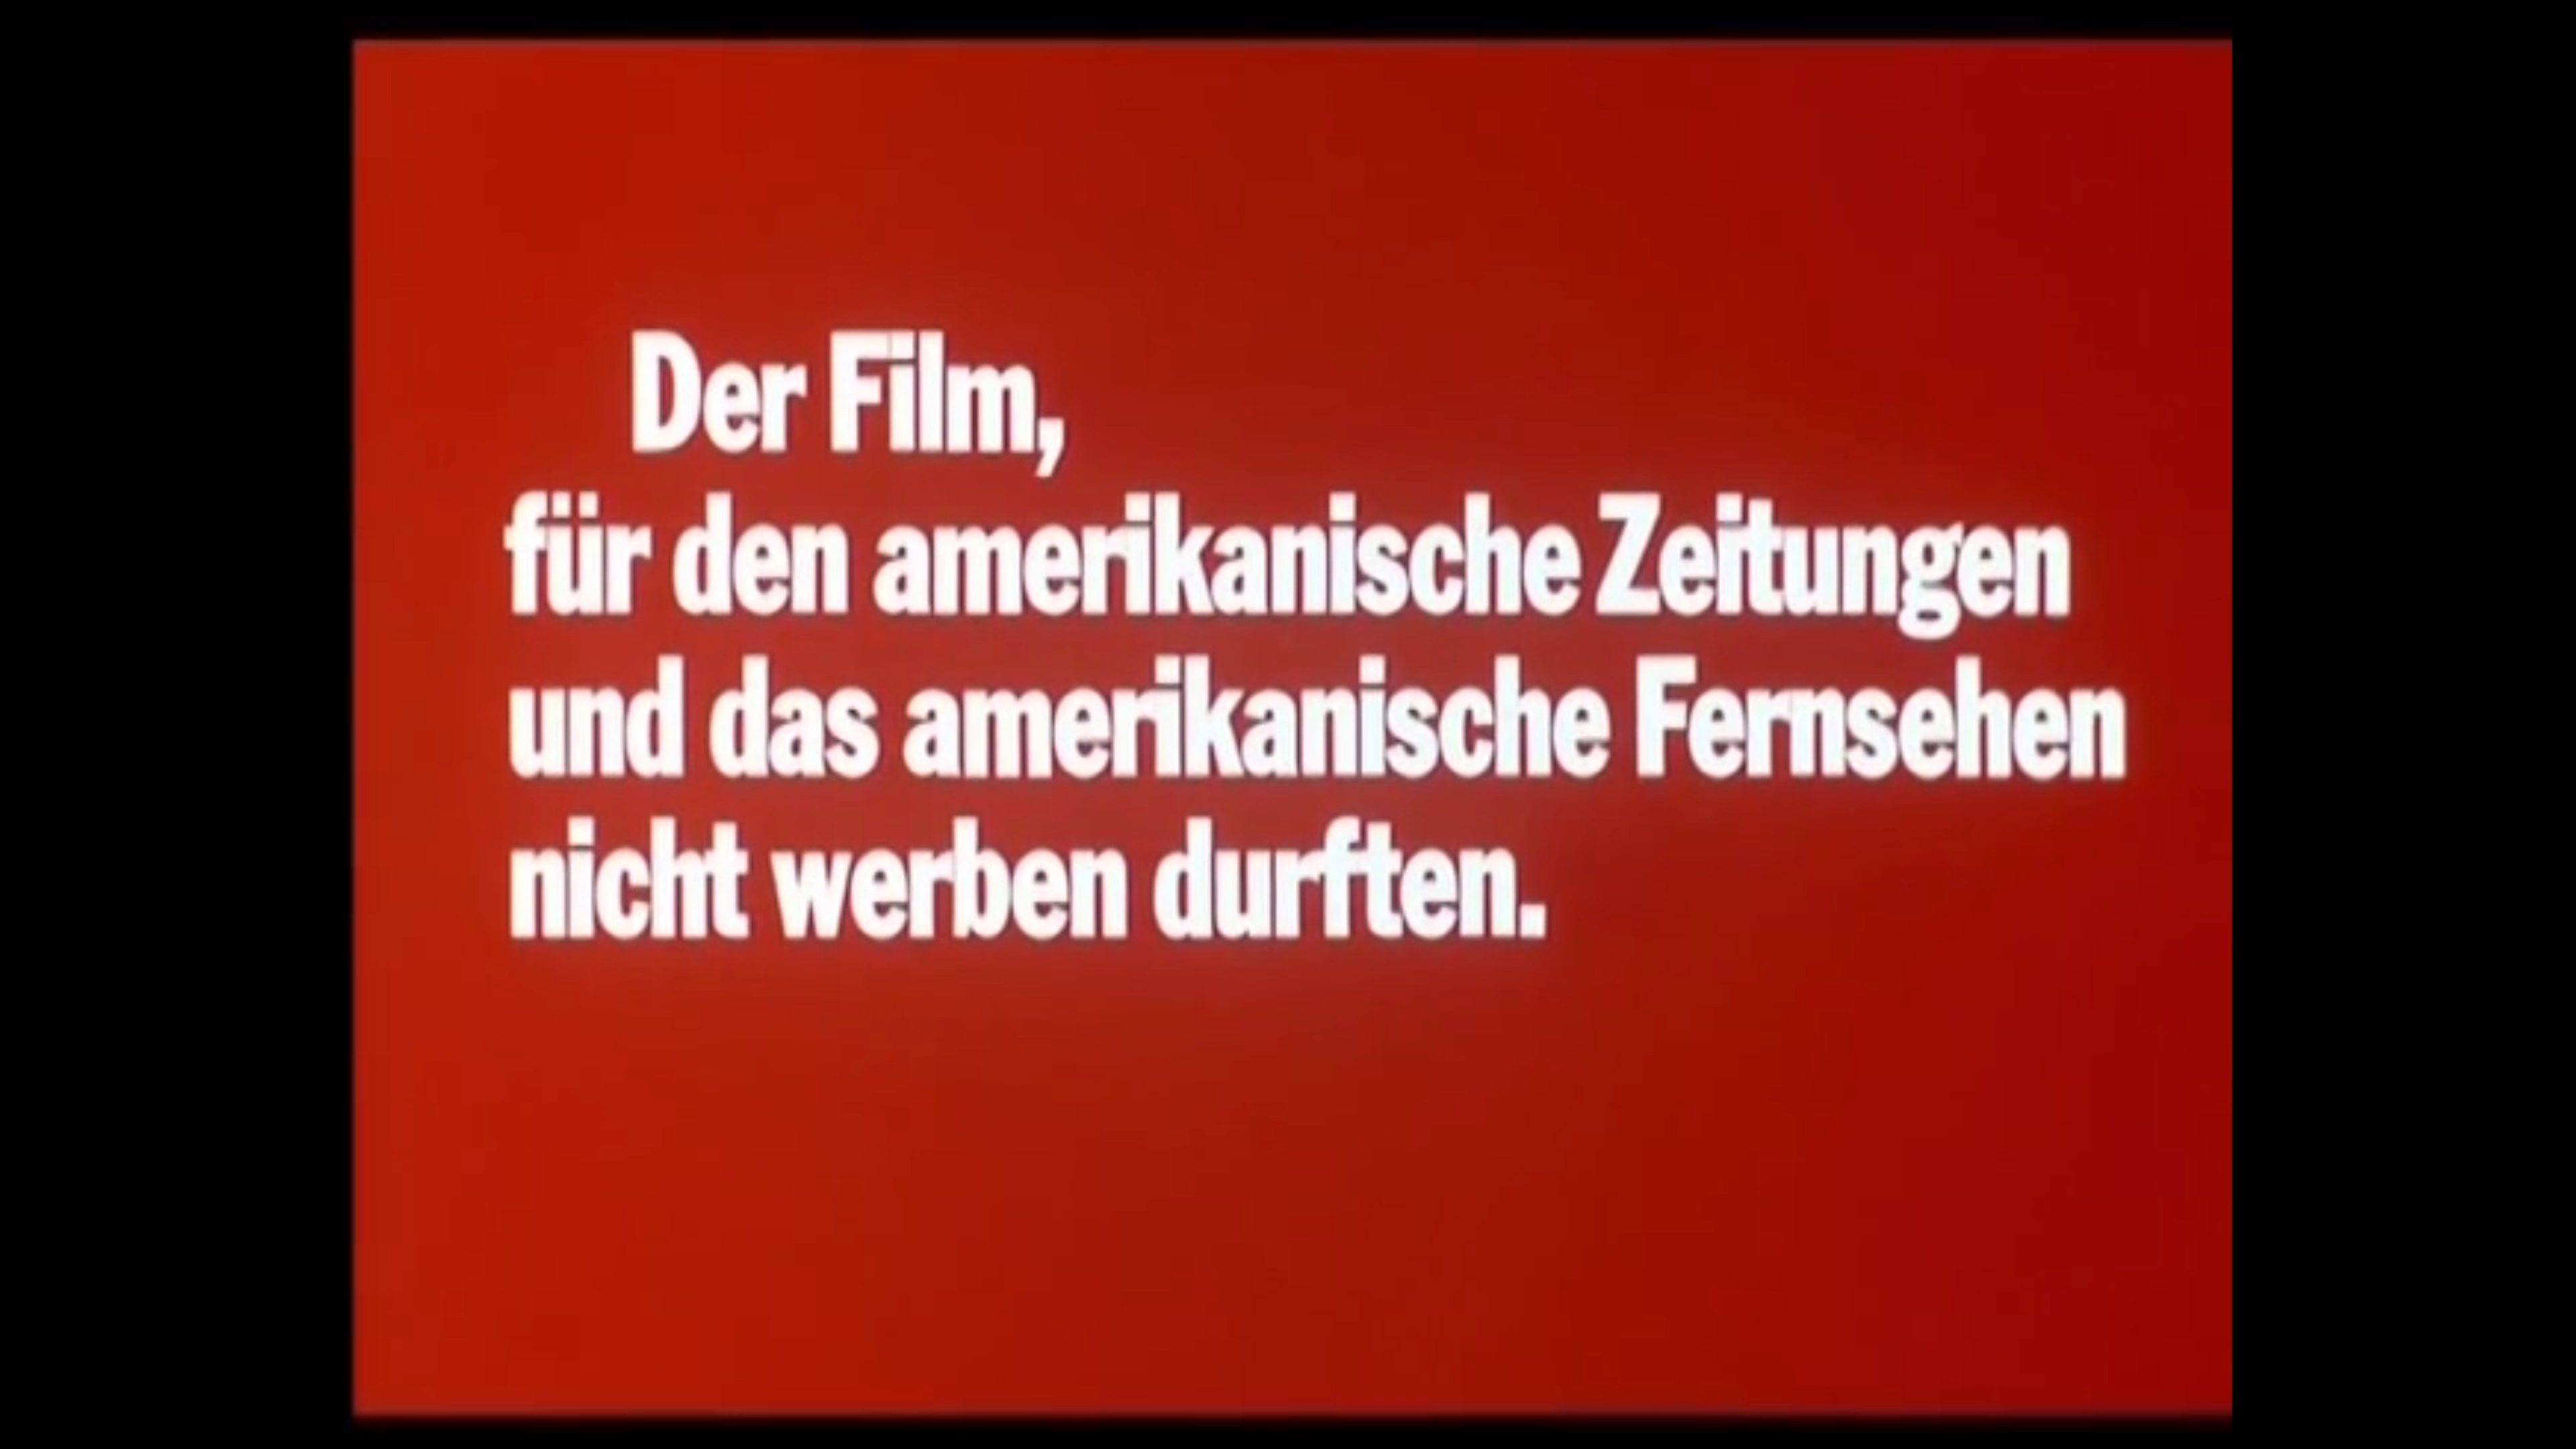 Der Film,
für den amerikanische Zeitungen
und das amerikanische Fernsehen
nicht werben durften.